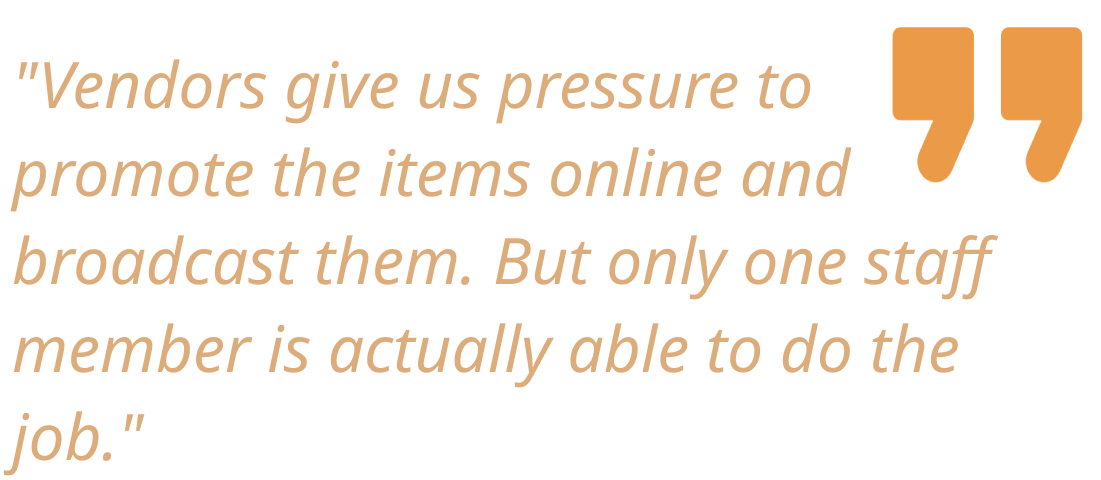 "Vendors give us pressure to
promote the items online and
broadcast them. But only one staff
member is actually able to do the
job."